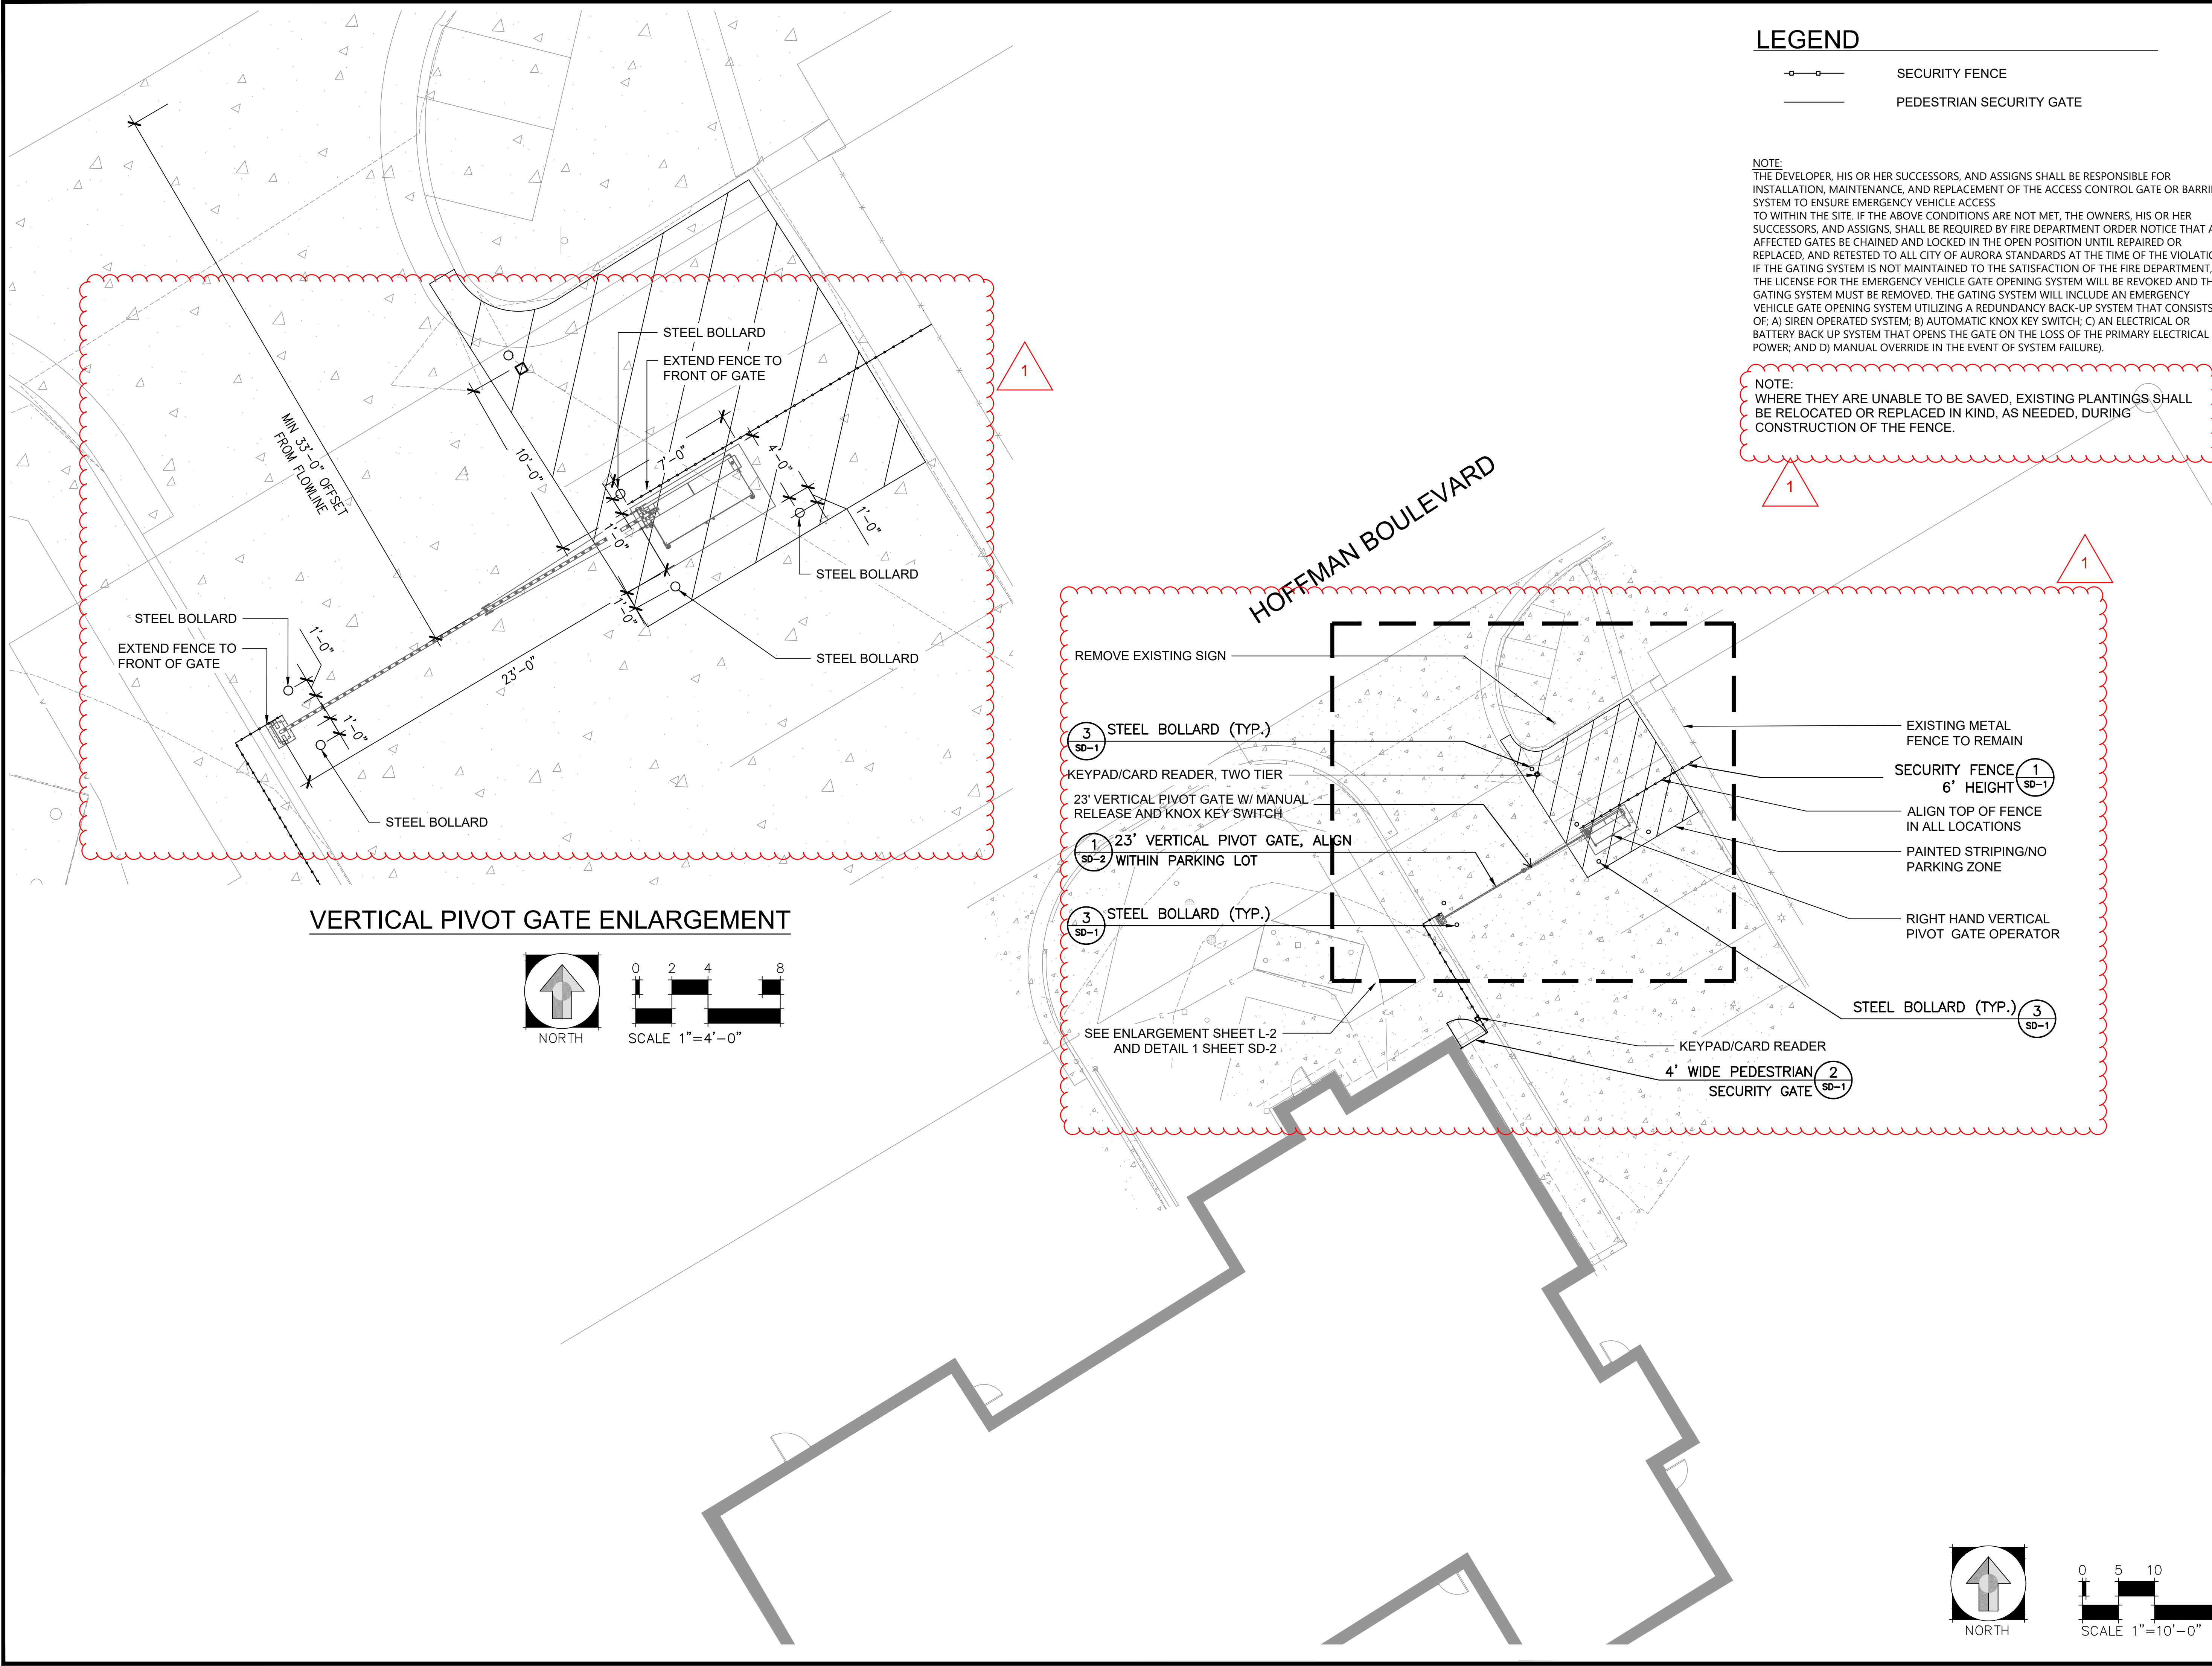 LEGEND
SECURITY FENCE
PEDESTRIAN SECURITY GATE
NOTE:
THE DEVELOPER, HIS OR HER SUCCESSORS, AND ASSIGNS SHALL BE RESPONSIBLE FOR
INSTALLATION, MAINTENANCE, AND REPLACEMENT OF THE ACCESS CONTROL GATE OR BARRI
SYSTEM TO ENSURE EMERGENCY VEHICLE ACCESS
TO WITHIN THE SITE. IF THE ABOVE CONDITIONS ARE NOT MET, THE OWNERS, HIS OR HER
SUCCESSORS, AND ASSIGNS, SHALL BE REQUIRED BY FIRE DEPARTMENT ORDER NOTICE THAT A
AFFECTED GATES BE CHAINED AND LOCKED IN THE OPEN POSITION UNTIL REPAIRED OR
REPLACED, AND RETESTED TO ALL CITY OF AURORA STANDARDS AT THE TIME OF THE VIOLATIO
IF THE GATING SYSTEM IS NOT MAINTAINED TO THE SATISFACTION OF THE FIRE DEPARTMENT,
THE LICENSE FOR THE EMERGENCY VEHICLE GATE OPENING SYSTEM WILL BE REVOKED AND TH
GATING SYSTEM MUST BE REMOVED. THE GATING SYSTEM WILL INCLUDE AN EMERGENCY
VEHICLE GATE OPENING SYSTEM UTILIZING A REDUNDANCY BACK-UP SYSTEM THAT CONSISTS
OF; A) SIREN OPERATED SYSTEM; B) AUTOMATIC KNOX KEY SWITCH; C) AN ELECTRICAL OR
BATTERY BACK UP SYSTEM THAT OPENS THE GATE ON THE LOSS OF THE PRIMARY ELECTRICAL
POWER; AND D) MANUAL OVERRIDE IN THE EVENT OF SYSTEM FAILURE).
NOTE:
WHERE THEY ARE UNABLE TO BE SAVED, EXISTING PLANTINGS SHALL
BE RELOCATED OR REPLACED IN KIND, AS NEEDED, DURING
CONSTRUCTION OF THE FENCE.
1
STEEL BOLLARD
EXTEND FENCE TO
FRONT OF GATE
1
MIN 33'-0" OFFSET
FROM FLOWLINE
10'-0"
7'-0"
4'-0"
1'-0"
1'-0"
STEEL BOLLARD
1'-0"
STEEL BOLLARD
STEEL BOLLARD
EXTEND FENCE TO
FRONT OF GATE
1'-0"
1'-0"
23'-0"
STEEL BOLLARD
VERTICAL PIVOT GATE ENLARGEMENT
NORTH
0 2 4 8
SCALE 1"=4'-0"
HOFFMAN BOULEVARD
1
REMOVE EXISTING SIGN
3
SD-1
STEEL BOLLARD (TYP.)
KEYPAD/CARD READER, TWO TIER
23' VERTICAL PIVOT GATE W/ MANUAL
RELEASE AND KNOX KEY SWITCH
1
SD-2
23' VERTICAL PIVOT GATE, ALIGN
WITHIN PARKING LOT
3
SD-1
STEEL BOLLARD (TYP.)
SEE ENLARGEMENT SHEET L-2
AND DETAIL 1 SHEET SD-2
EXISTING METAL
FENCE TO REMAIN
SECURITY FENCE
6' HEIGHT
1
SD-1
ALIGN TOP OF FENCE
IN ALL LOCATIONS
PAINTED STRIPING/NO
PARKING ZONE
RIGHT HAND VERTICAL
PIVOT GATE OPERATOR
STEEL BOLLARD (TYP.)
3
SD-1
KEYPAD/CARD READER
4' WIDE PEDESTRIAN
SECURITY GATE
2
SD-1
NORTH
0 5 10
SCALE 1"=10'-0"